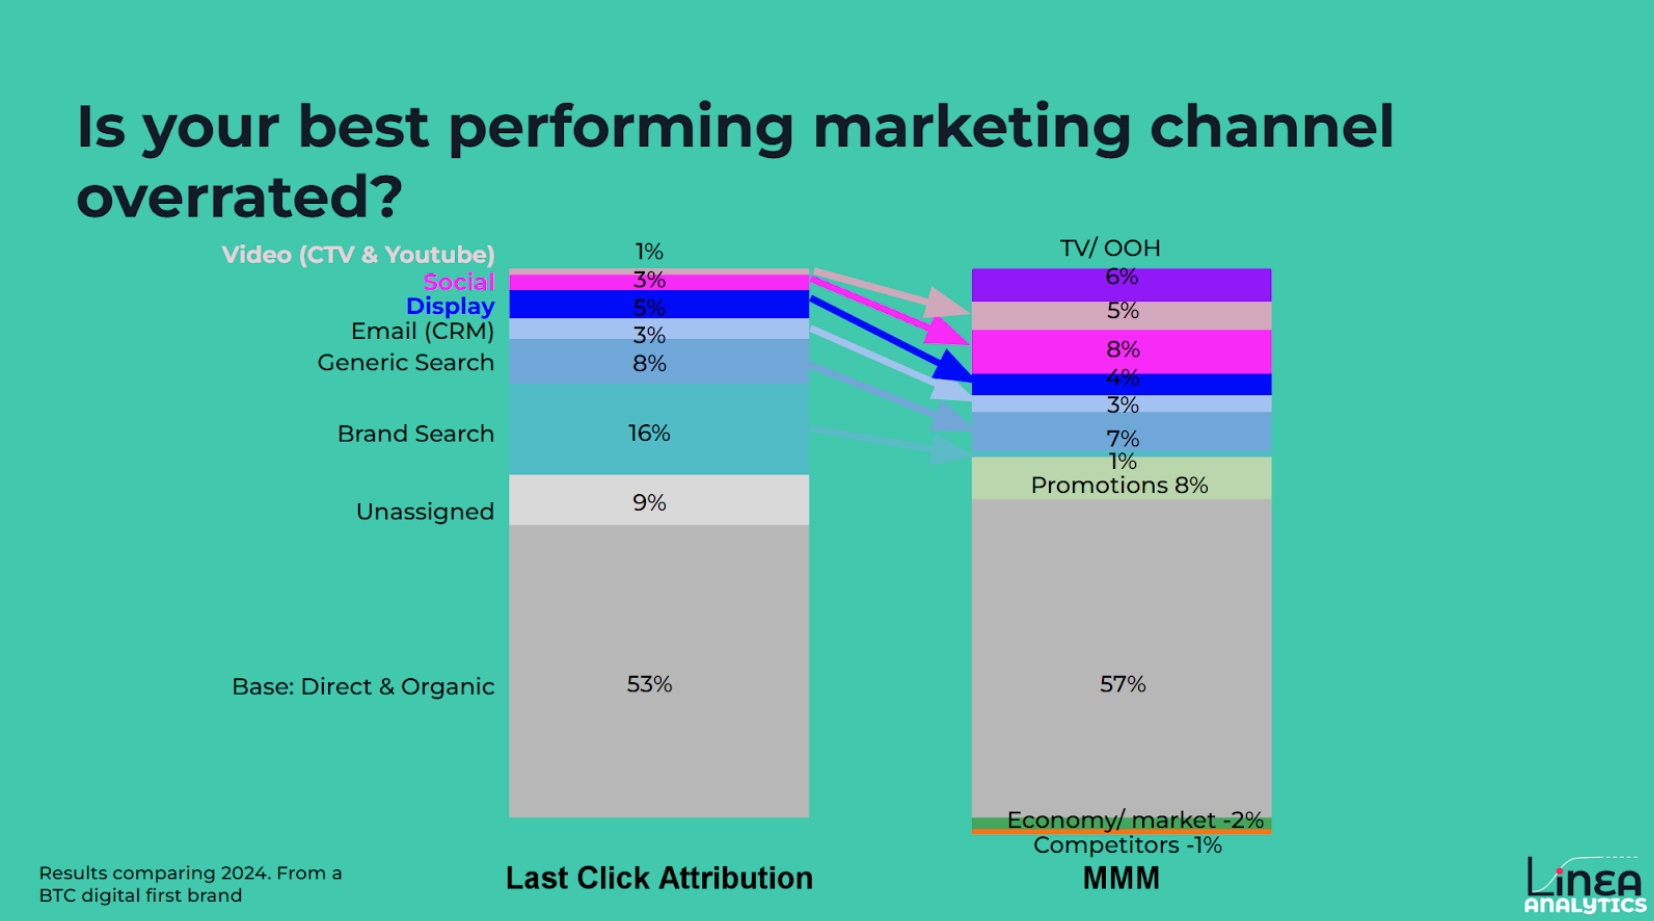 Is your best performing marketing channel
overrated?
Video (CTV & Youtube)
Social
Display
Email (CRM)
Generic Search
Brand Search
Unassigned
Base: Direct & Organic
1%
3%
5%
3%
8%
16%
9%
53%
Last Click Attribution
TV/ OOH
6%
5%
8%
4%
3%
7%
1%
Promotions 8%
57%
Economy/ market -2%
Competitors -1%
MMM
Results comparing 2024. From a
BTC digital first brand
LinEA
ANALYTICS